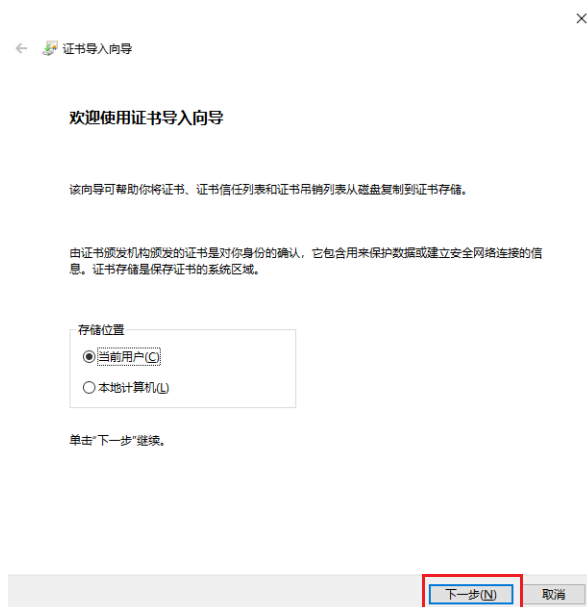 证书导入向导
欢迎使用证书导入向导
该向导可帮助你将证书、证书信任列表和证书吊销列表从磁盘复制到证书存储。
由证书颁发机构颁发的证书是对你身份的确认，它包含用来保护数据或建立安全网络连接的信
息。证书存储是保存证书的系统区域。
存储位置
当前用户(C)
本地计算机(L)
单击"下一步"继续。
下一步(N) 取消